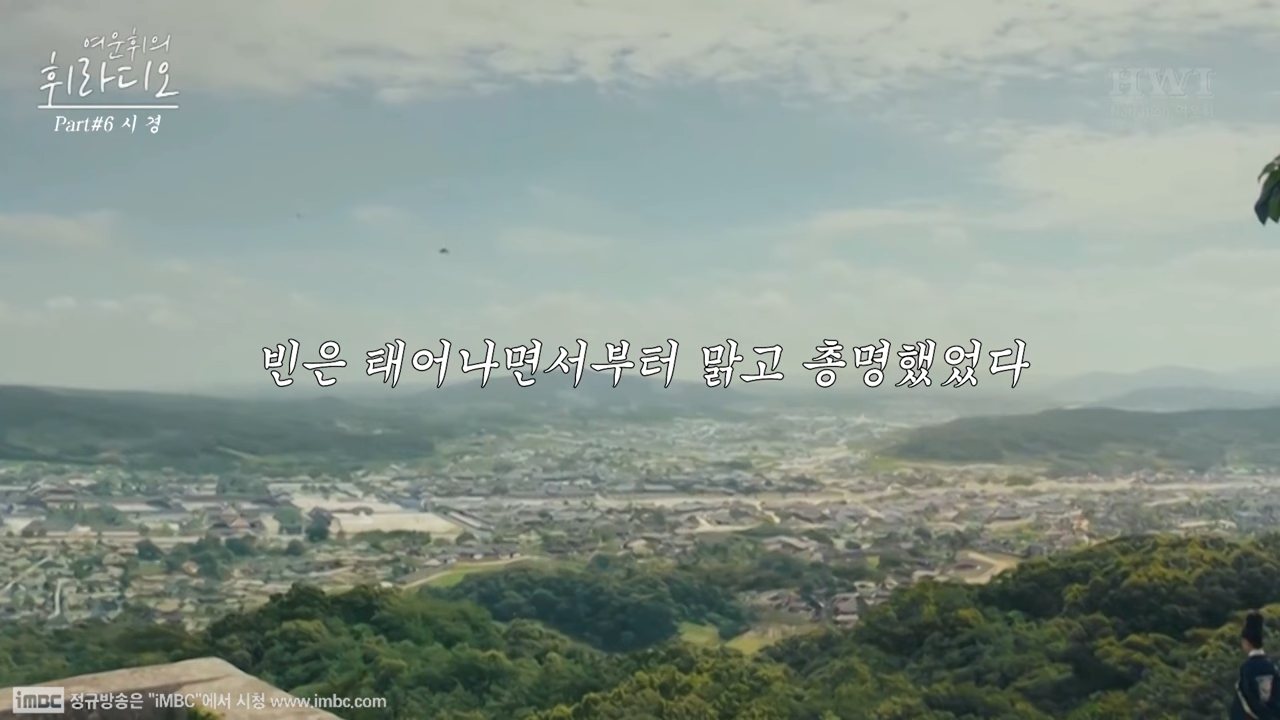 여운휘의
휘라디오
Part#6 시 경
HWI
빈은 태어나면서부터 맑고 총명했었다
iMBC 정규방송은 "iMBC"에서 시청 www.imbc.com